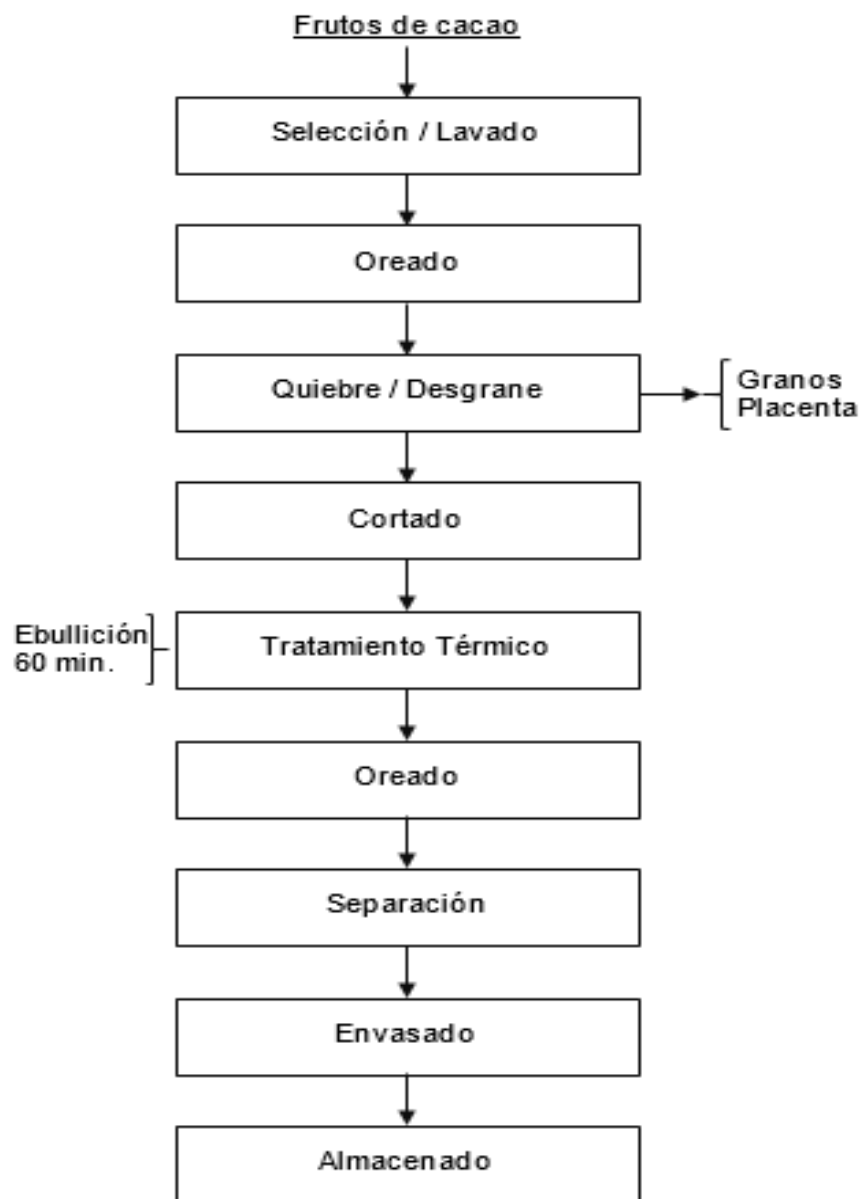 Frutos de cacao
Selección / Lavado
Oreado
Quiebre / Desgrane
Granos
Placenta
Cortado
Ebullición
60 min.
Tratamiento Térmico
Oreado
Separación
Envasado
Almacenado